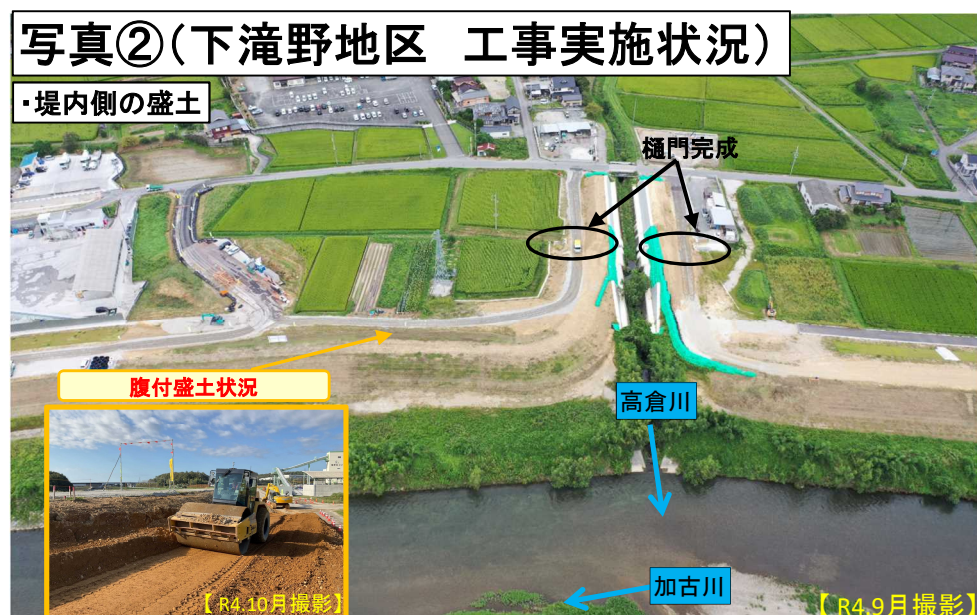 写真②(下滝野地区　工事実施状況)
・堤内側の盛土
樋門完成
腹付盛土状況
高倉川
加古川
【 R4.10月撮影】
【 R4.9月撮影】